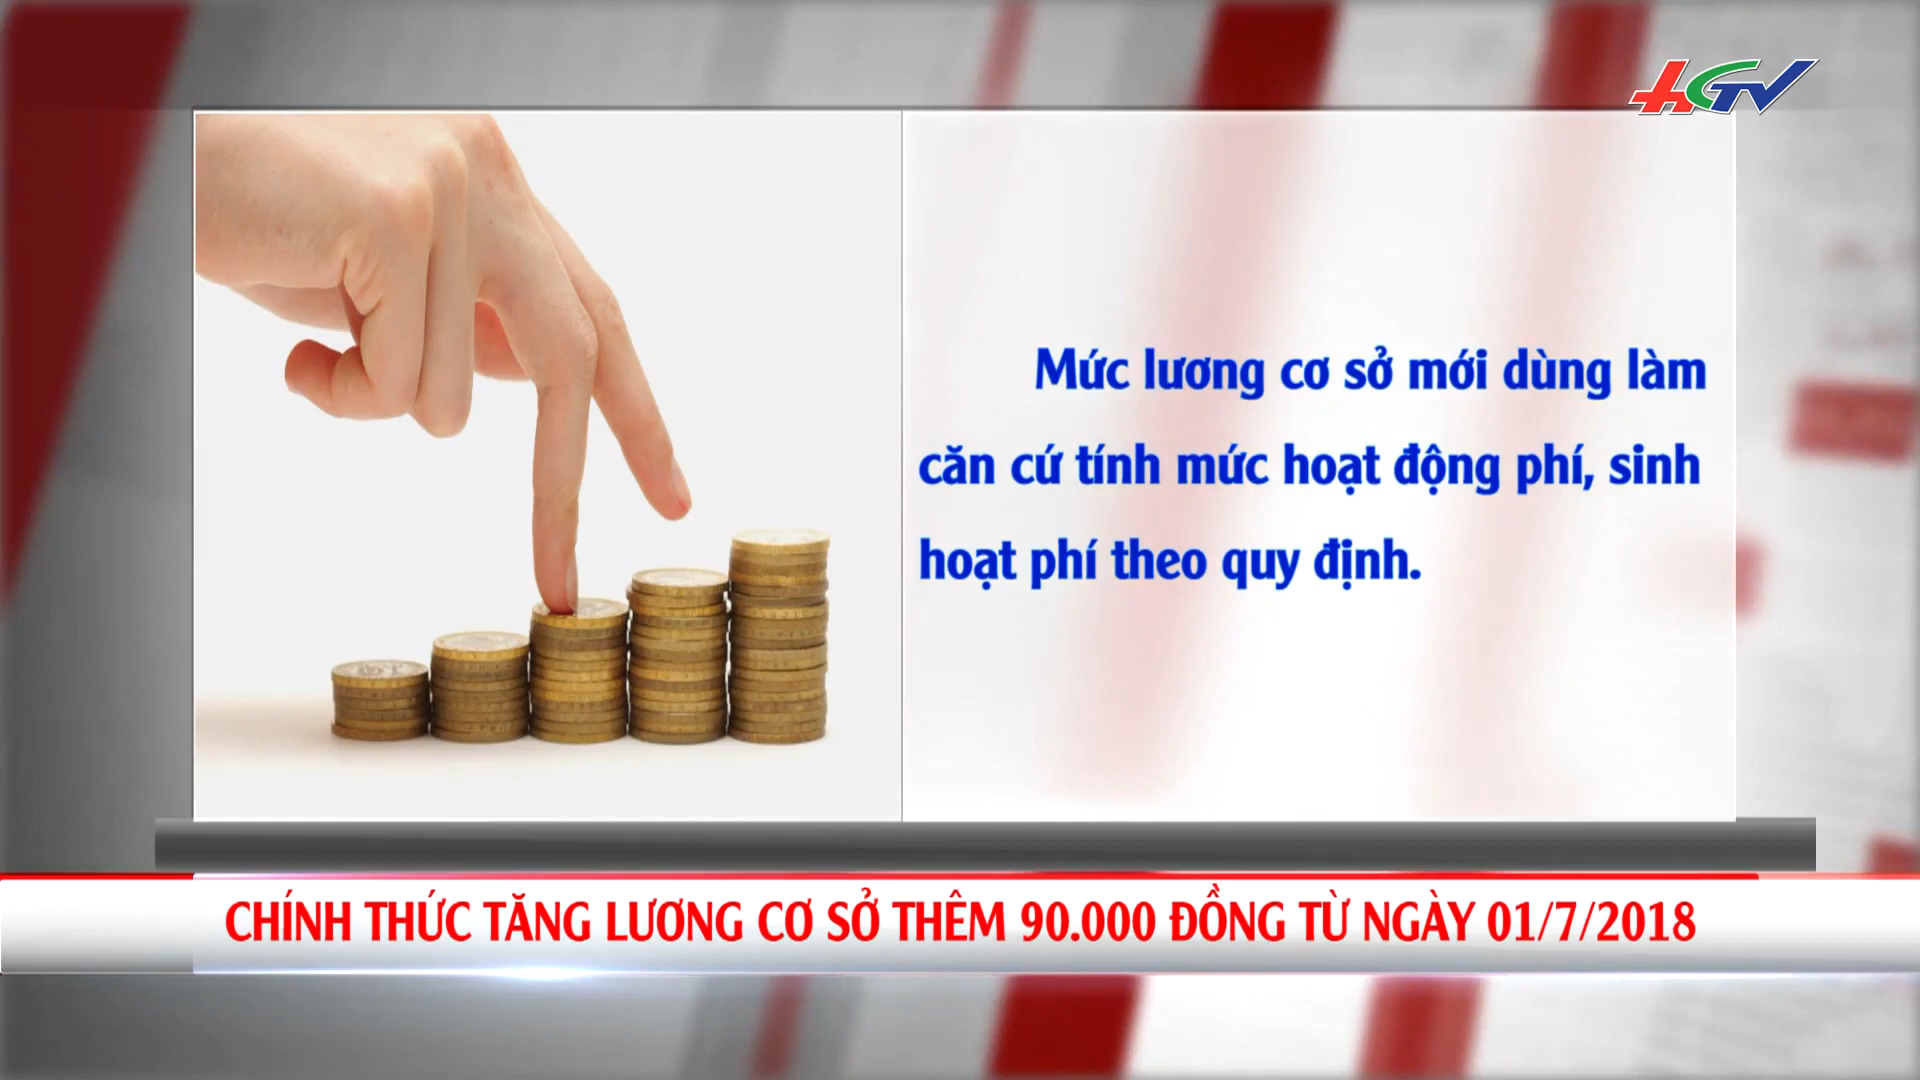 HGTV
Mức lương cơ sở mới dùng làm
căn cứ tính mức hoạt động phí, sinh
hoạt phí theo quy định.
CHÍNH THỨC TĂNG LƯƠNG CƠ SỞ THÊM 90.000 ĐỒNG TỪ NGÀY 01/7/2018